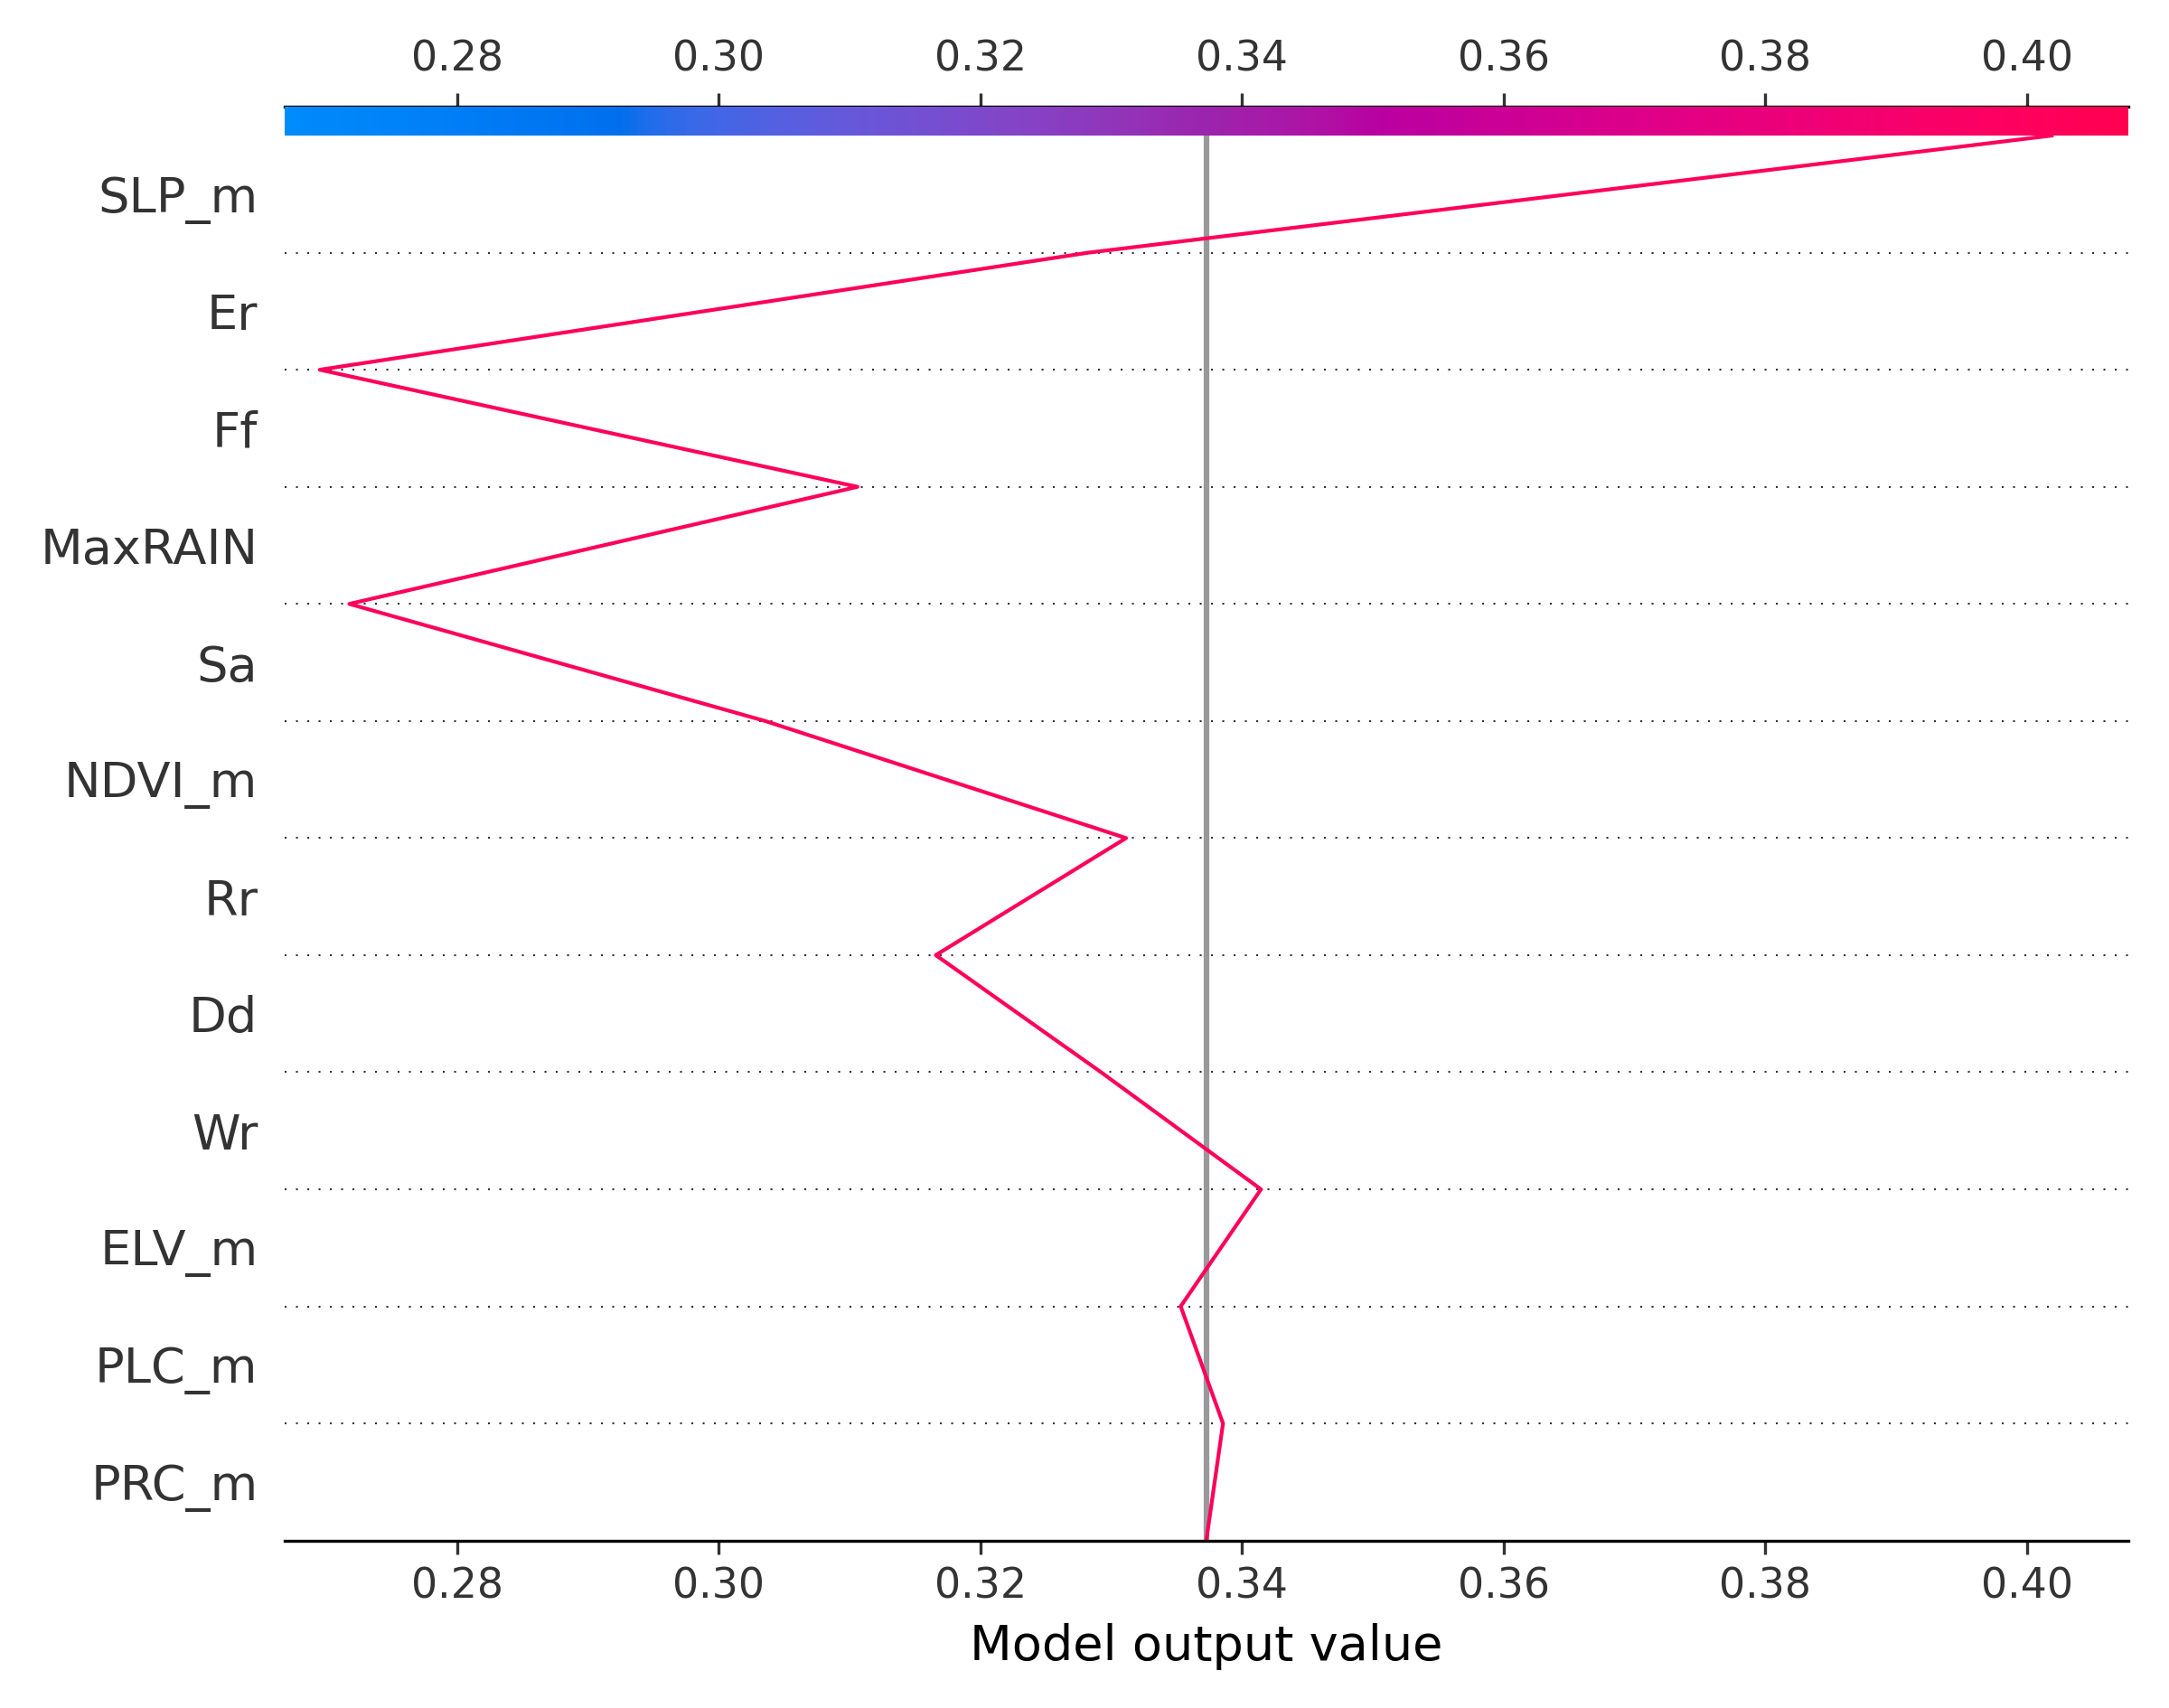 0.28 0.30 0.32 0.34 0.36 0.38 0.40
SLP_m
Er
Ff
MaxRAIN
Sa
NDVI_m
Rr
Dd
Wr
ELV_m
PLC_m
PRC_m
0.28 0.30 0.32 0.34 0.36 0.38 0.40
Model output value